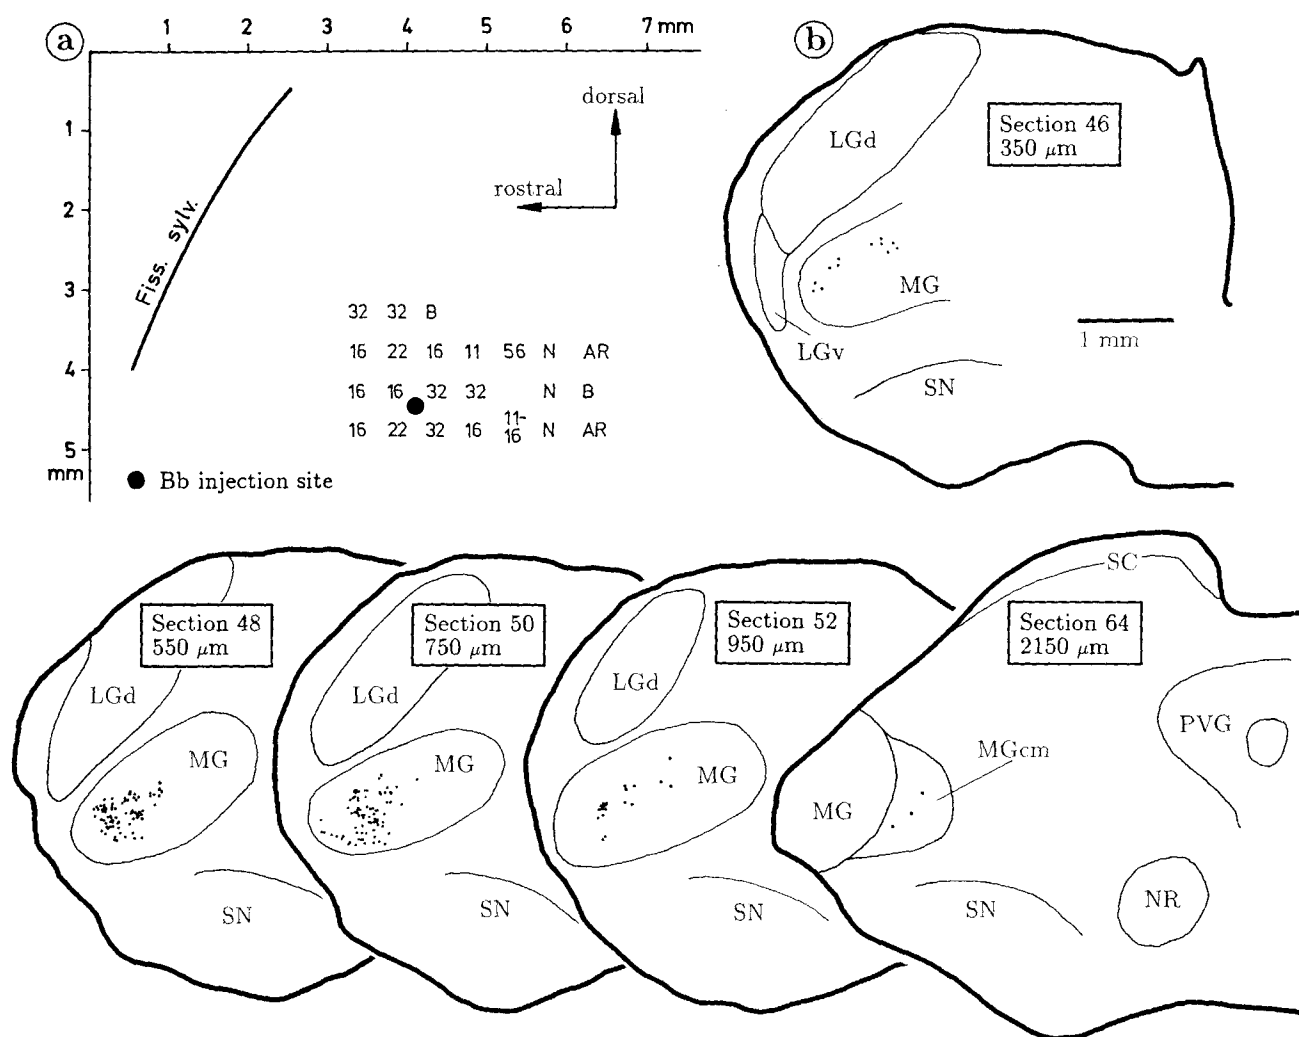 a
1 2 3 4 5 6 7 mm
dorsal
rostral
1
2
3
4
5
mm
Fiss. sylv.
32 32 B
16 22 16 11 56 N AR
16 16 32 32 N B
11-
16 22 32 16 16 N AR
Bb injection site
b
LGd
Section 46
350 μm
MG
LGv
1 mm
SN
Section 48
550 μm
LGd
MG
SN
Section 50
750 μm
LGd
MG
SN
Section 52
950 μm
LGd
MG
SN
SC
Section 64
2150 μm
PVG
MGcm
MG
SN
NR